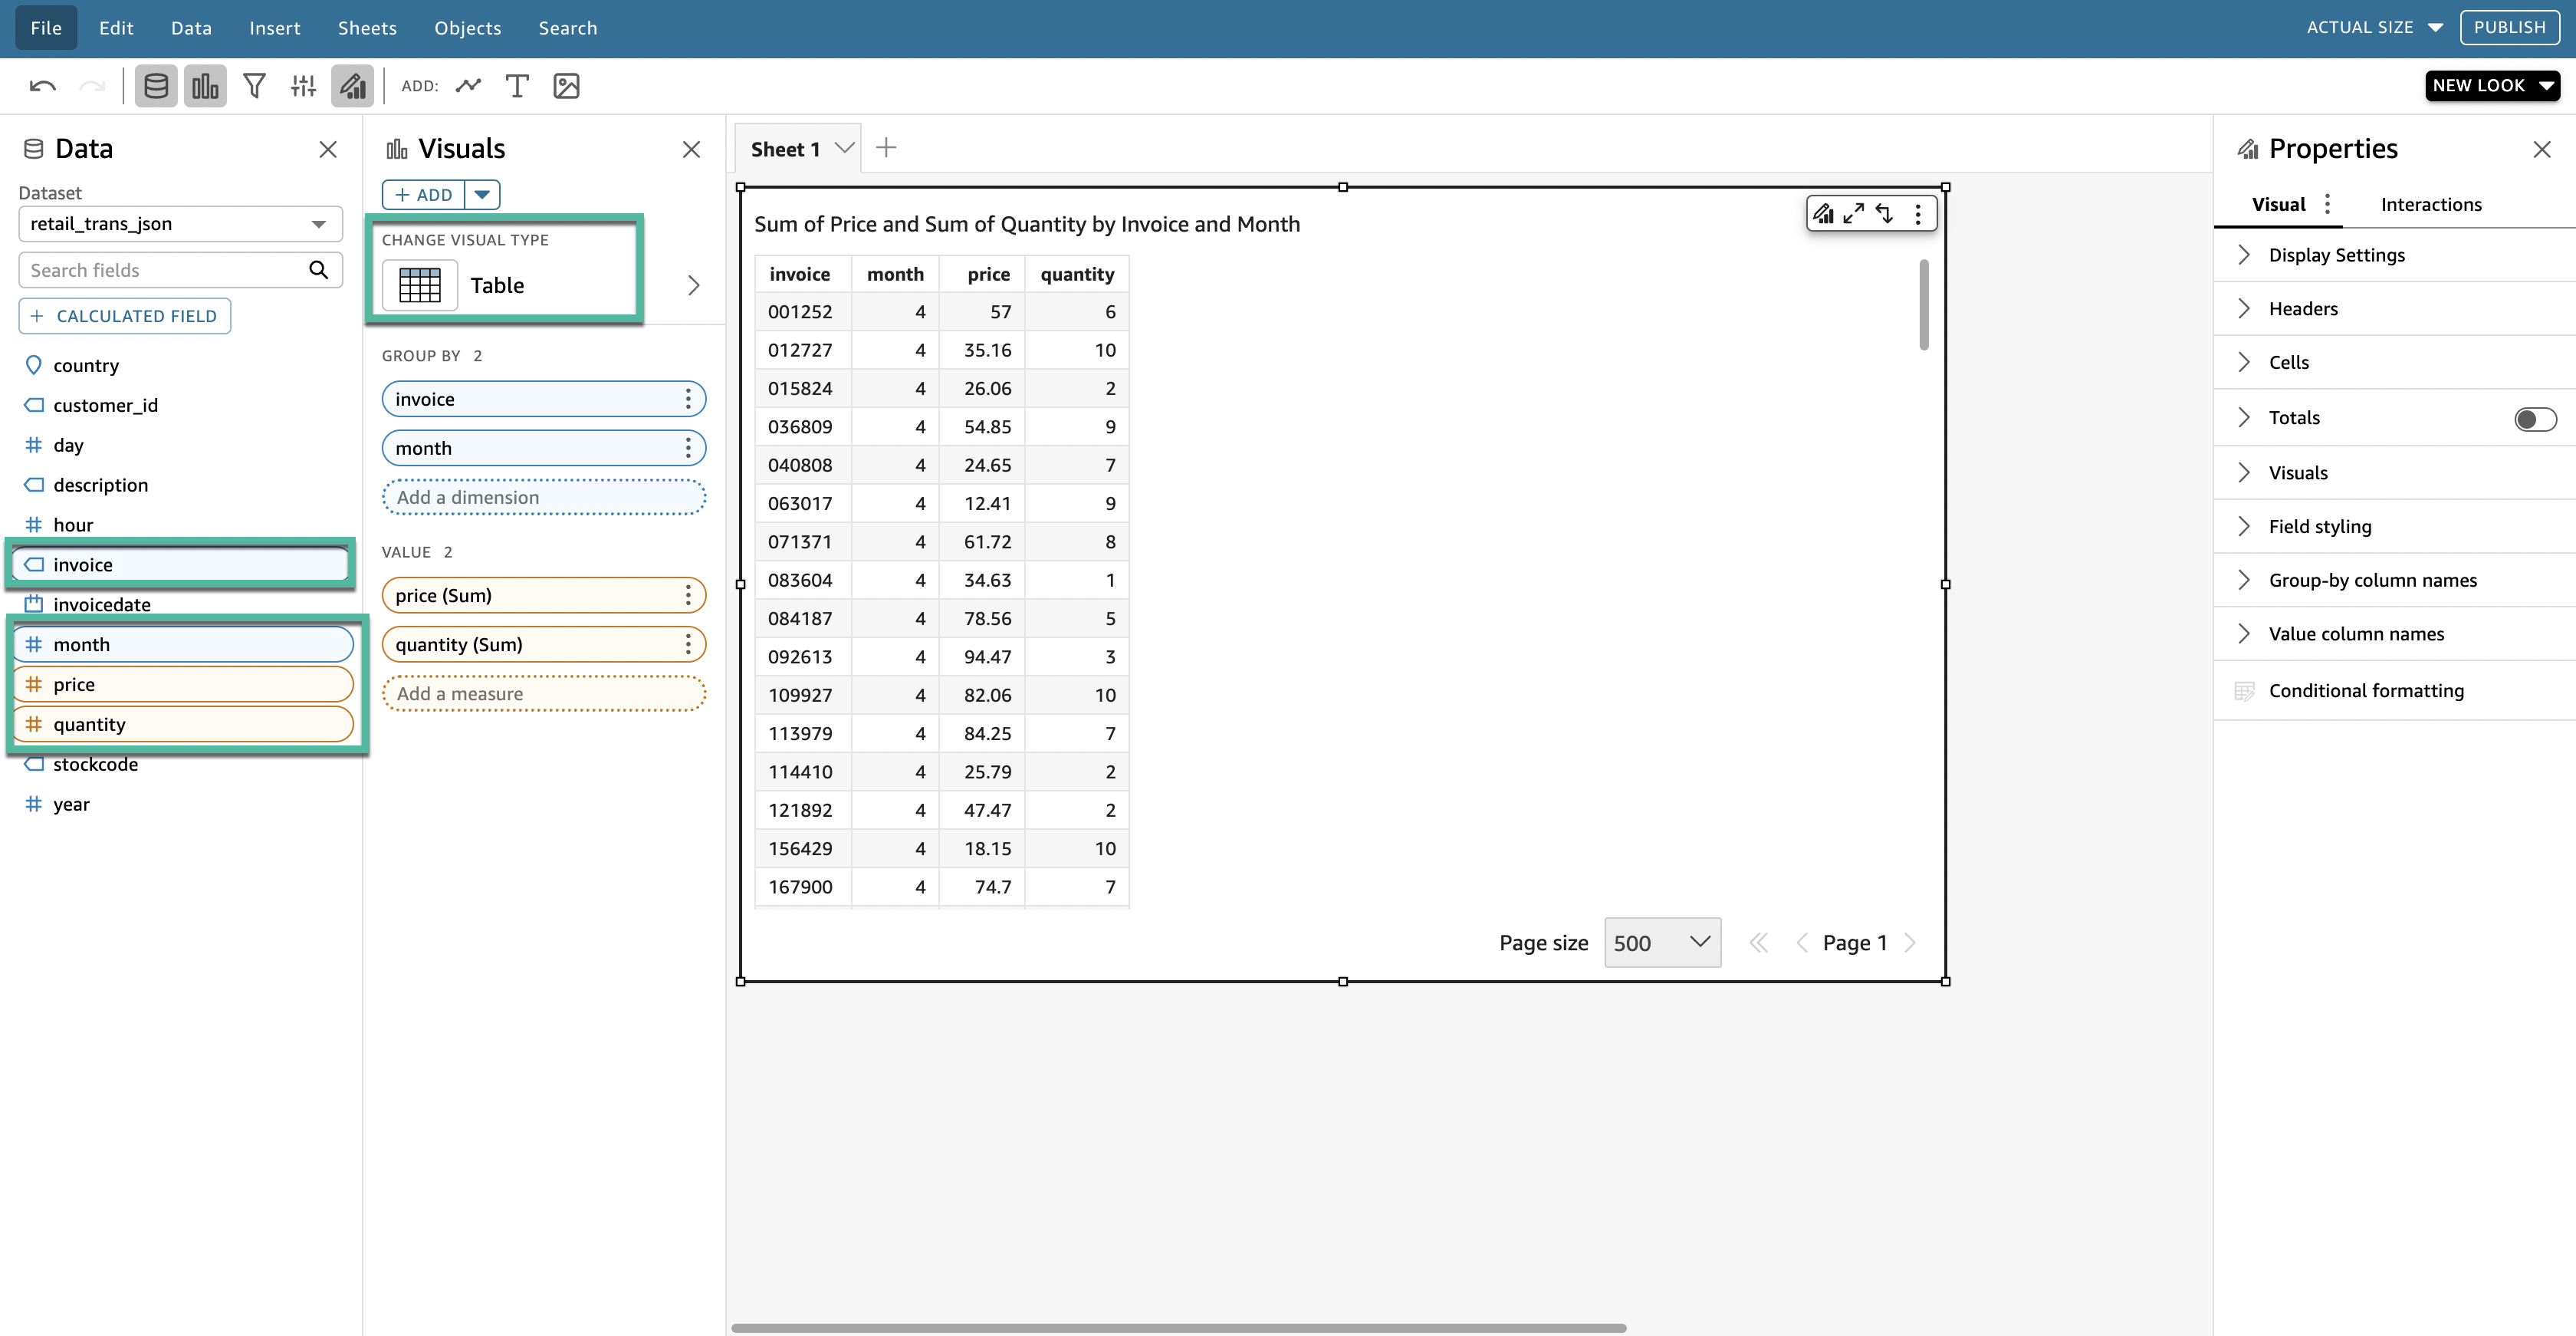 File Edit Data Insert Sheets Objects Search ACTUAL SIZE PUBLISH
ADD: NEW LOOK
Data
Dataset
retail_trans_json
Search fields
+ CALCULATED FIELD
country
customer_id
day
description
hour
invoice
invoicedate
month
price
quantity
stockcode
year
Visuals
+ ADD
CHANGE VISUAL TYPE
Table
GROUP BY 2
invoice
month
Add a dimension
VALUE 2
price (Sum)
quantity (Sum)
Add a measure
Sheet 1
Sum of Price and Sum of Quantity by Invoice and Month
invoice month price quantity
001252 4 57 6
012727 4 35.16 10
015824 4 26.06 2
036809 4 54.85 9
040808 4 24.65 7
063017 4 12.41 9
071371 4 61.72 8
083604 4 34.63 1
084187 4 78.56 5
092613 4 94.47 3
109927 4 82.06 10
113979 4 84.25 7
114410 4 25.79 2
121892 4 47.47 2
156429 4 18.15 10
167900 4 74.7 7
Page size 500 Page 1
Properties
Visual Interactions
Display Settings
Headers
Cells
Totals
Visuals
Field styling
Group-by column names
Value column names
Conditional formatting